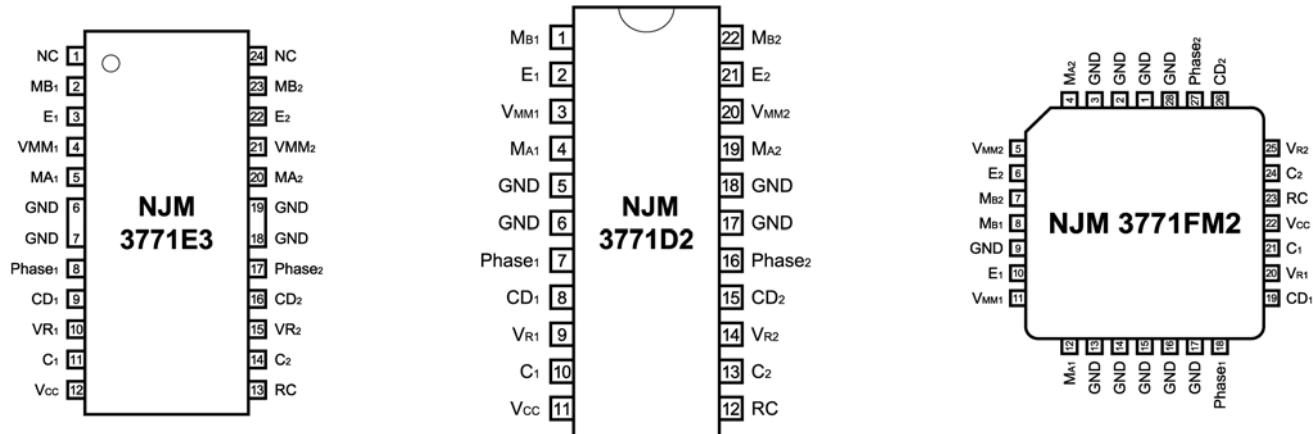 NC 1 24 NC
MB₁ 2 23 MB₂
E₁ 3 22 E₂
VMM₁ 4 21 VMM₂
MA₁ 5 20 MA₂
GND 6 19 GND
GND 7 18 GND
Phase₁ 8 17 Phase₂
CD₁ 9 16 CD₂
VR₁ 10 15 VR₂
C₁ 11 14 C₂
Vcc 12 13 RC
NJM
3771E3
MB1 1 22 MB2
E1 2 21 E2
VMM1 3 20 VMM2
MA1 4 19 MA2
GND 5 18 GND
GND 6 17 GND
Phase1 7 16 Phase2
CD1 8 15 CD2
VR1 9 14 VR2
C1 10 13 C2
Vcc 11 12 RC
NJM
3771D2
MA2 GND GND GND GND Phase2 CD2
4 3 2 1 28 27 26
VMM2 5 25 VR2
E2 6 24 C2
MB2 7 23 RC
MB1 8 22 Vcc
GND 9 21 C1
E1 10 20 VR1
VMM1 11 19 CD1
NJM 3771FM2
12 13 14 15 16 17 18
MA1 GND GND GND GND GND Phase1